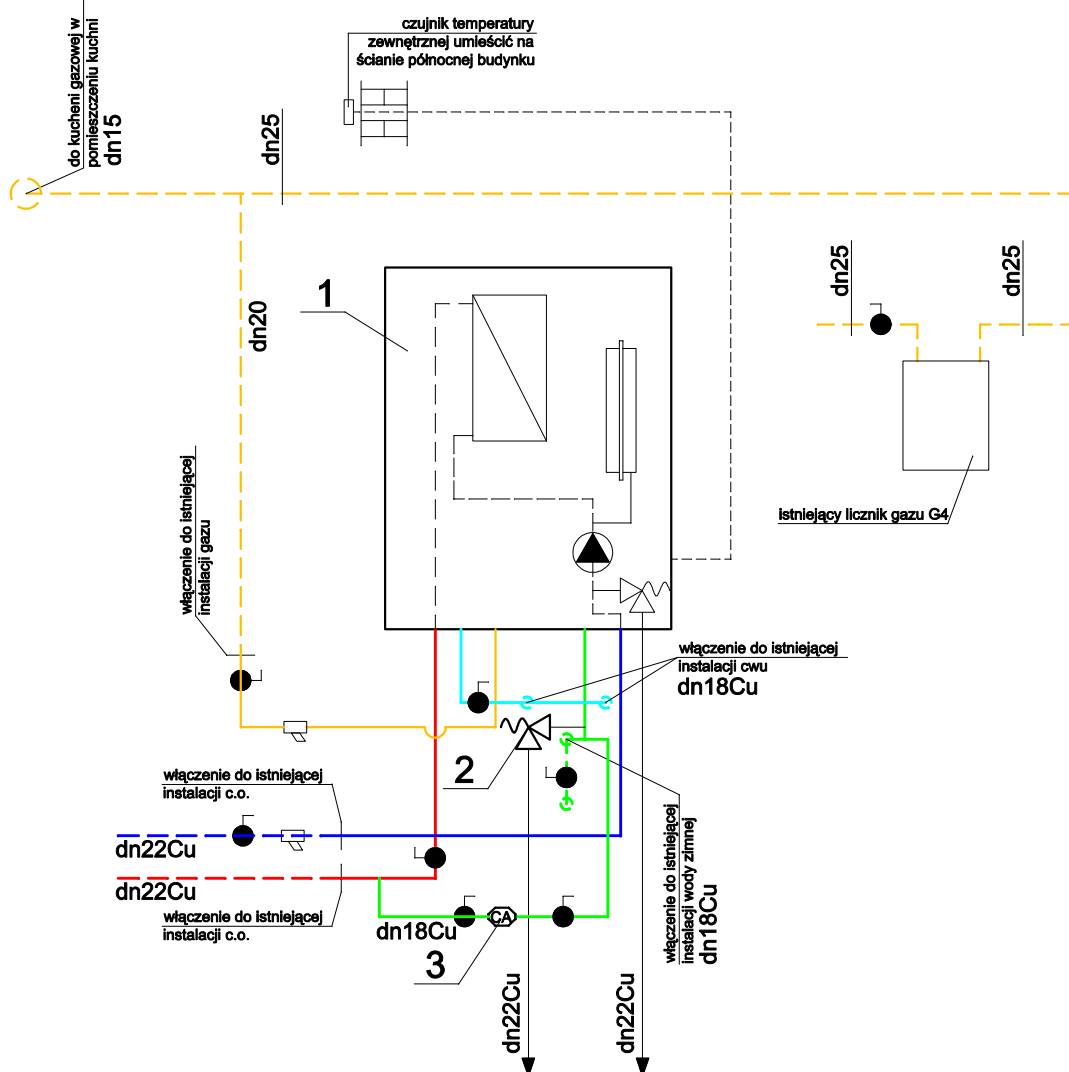 do kucheni gazowej w
pomieszczeniu kuchni
dn15
czujnik temperatury
zewnętrznej umieścić na
ścianie północnej budynku
dn25
dn20
1
dn25
dn25
istniejący licznik gazu G4
włączenie do istniejącej
instalacji gazu
włączenie do istniejącej
instalacji cwu
dn18Cu
2
włączenie do istniejącej
instalacji c.o.
dn22Cu
dn22Cu
włączenie do istniejącej
instalacji c.o.
dn18Cu
CA
3
włączenie do istniejącej
instalacji wody zimnej
dn18Cu
dn22Cu
dn22Cu